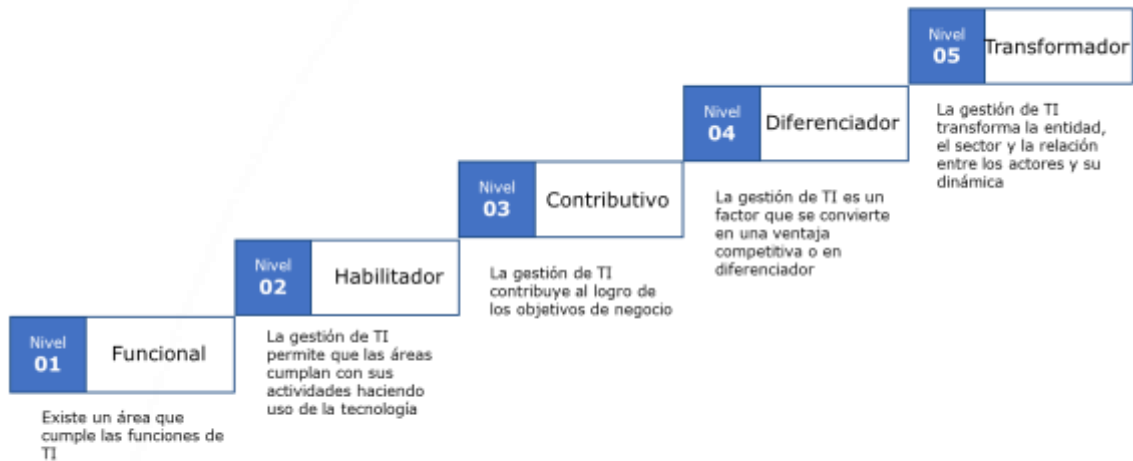 Nivel
01
Funcional
Existe un área que
cumple las funciones de
TI
Nivel
02
Habilitador
La gestión de TI
permite que las áreas
cumplan con sus
actividades haciendo
uso de la tecnología
Nivel
03
Contributivo
La gestión de TI
contribuye al logro de
los objetivos de negocio
Nivel
04
Diferenciador
La gestión de TI es un
factor que se convierte
en una ventaja
competitiva o en
diferenciador
Nivel
05
Transformador
La gestión de TI
transforma la entidad,
el sector y la relación
entre los actores y su
dinámica